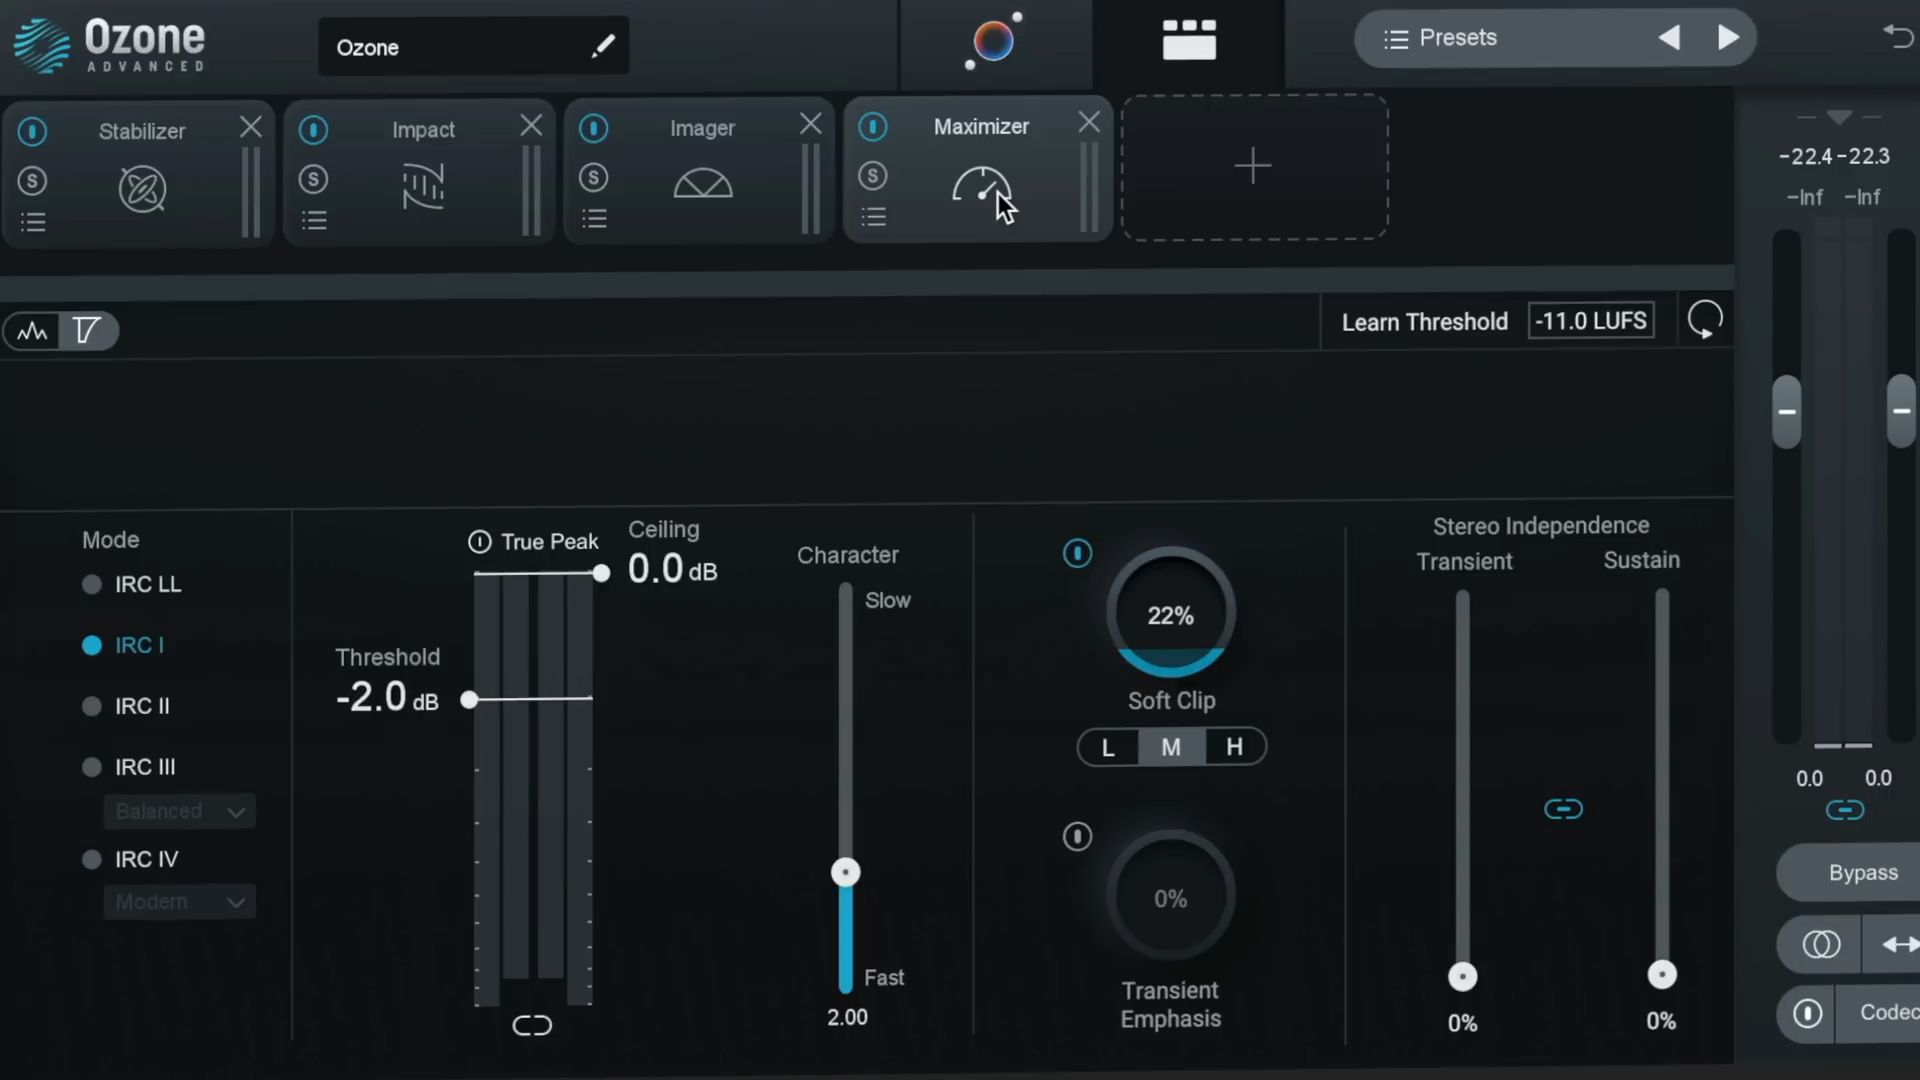 Ozone
ADVANCED
Ozone
Presets
Stabilizer
S
Impact
S
Imager
S
Maximizer
S
-22.4 -22.3
-Inf -Inf
Learn Threshold
-11.0 LUFS
Mode
IRC LL
IRC I
IRC II
IRC III
Balanced
IRC IV
Modern
True Peak
Ceiling
0.0 dB
Threshold
-2.0 dB
Character
Slow
Fast
2.00
22%
Soft Clip
L M H
0%
Transient
Emphasis
Stereo Independence
Transient Sustain
0% 0%
0.0 0.0
Bypass
Codec